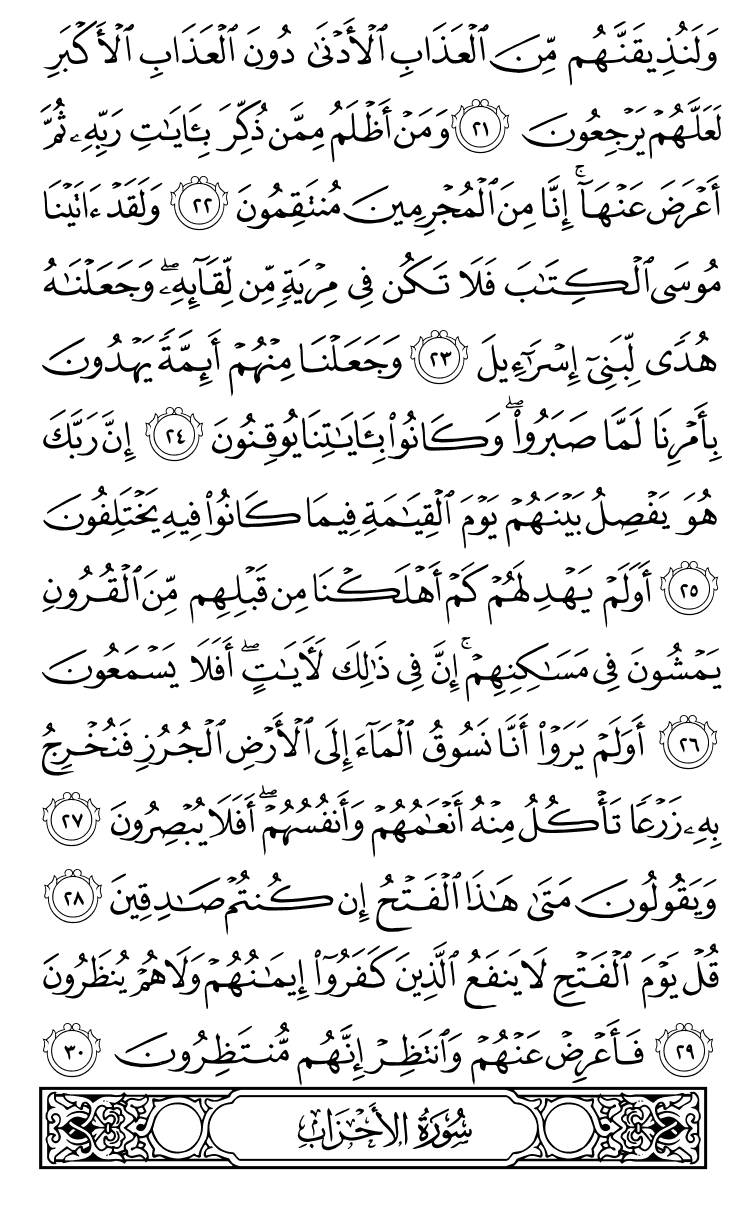 وَلَنُذِيقَنَّهُم مِّنَ ٱلْعَذَابِ ٱلْأَدْنَىٰ دُونَ ٱلْعَذَابِ ٱلْأَكْبَرِ
لَعَلَّهُمْ يَرْجِعُونَ ٢١ وَمَنْ أَظْلَمُ مِمَّن ذُكِّرَ بِـَٔايَـٰتِ رَبِّهِۦ ثُمَّ
أَعْرَضَ عَنْهَآ ۚ إِنَّا مِنَ ٱلْمُجْرِمِينَ مُنتَقِمُونَ ٢٢ وَلَقَدْ ءَاتَيْنَا
مُوسَى ٱلْكِتَـٰبَ فَلَا تَكُن فِى مِرْيَةٍ مِّن لِّقَآئِهِۦ ۖ وَجَعَلْنَـٰهُ
هُدًى لِّبَنِىٓ إِسْرَٰٓءِيلَ ٢٣ وَجَعَلْنَا مِنْهُمْ أَئِمَّةً يَهْدُونَ
بِأَمْرِنَا لَمَّا صَبَرُوا۟ ۖ وَكَانُوا۟ بِـَٔايَـٰتِنَا يُوقِنُونَ ٢٤ إِنَّ رَبَّكَ
هُوَ يَفْصِلُ بَيْنَهُمْ يَوْمَ ٱلْقِيَـٰمَةِ فِيمَا كَانُوا۟ فِيهِ يَخْتَلِفُونَ
٢٥ أَوَلَمْ يَهْدِ لَهُمْ كَمْ أَهْلَكْنَا مِن قَبْلِهِم مِّنَ ٱلْقُرُونِ
يَمْشُونَ فِى مَسَـٰكِنِهِمْ ۚ إِنَّ فِى ذَٰلِكَ لَـَٔايَـٰتٍ ۖ أَفَلَا يَسْمَعُونَ
٢٦ أَوَلَمْ يَرَوْا۟ أَنَّا نَسُوقُ ٱلْمَآءَ إِلَى ٱلْأَرْضِ ٱلْجُرُزِ فَنُخْرِجُ
بِهِۦ زَرْعًا تَأْكُلُ مِنْهُ أَنْعَـٰمُهُمْ وَأَنفُسُهُمْ ۖ أَفَلَا يُبْصِرُونَ ٢٧
وَيَقُولُونَ مَتَىٰ هَـٰذَا ٱلْفَتْحُ إِن كُنتُمْ صَـٰدِقِينَ ٢٨
قُلْ يَوْمَ ٱلْفَتْحِ لَا يَنفَعُ ٱلَّذِينَ كَفَرُوٓا۟ إِيمَـٰنُهُمْ وَلَا هُمْ يُنظَرُونَ
٢٩ فَأَعْرِضْ عَنْهُمْ وَٱنتَظِرْ إِنَّهُم مُّنتَظِرُونَ ٣٠
سُورَةُ الأَحْزَابِ